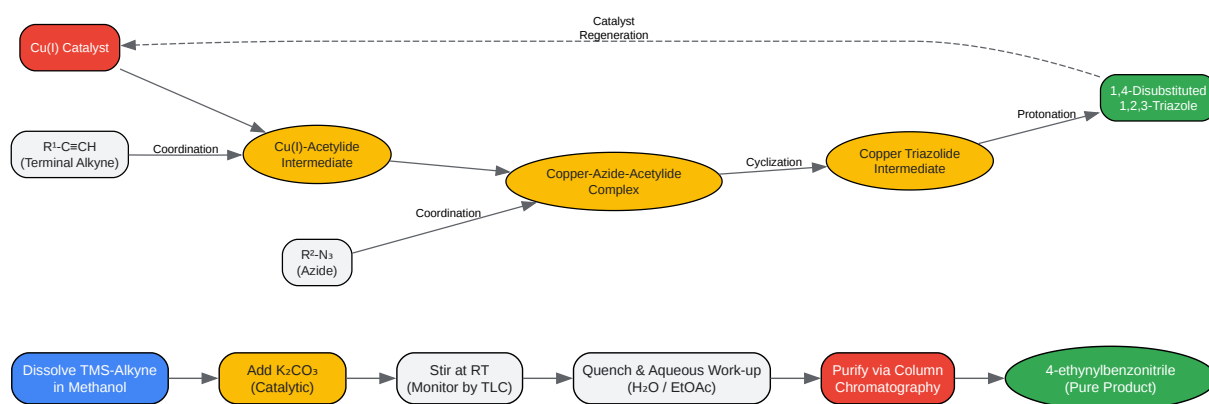 Catalyst
Regeneration
Cu(I) Catalyst
1,4-Disubstituted
1,2,3-Triazole
Protonation
R¹-C≡CH
(Terminal Alkyne)
Coordination
Cu(I)-Acetylide
Intermediate
Copper-Azide-Acetylide
Complex
Cyclization
Copper Triazolide
Intermediate
Coordination
R²-N₃
(Azide)
Dissolve TMS-Alkyne
in Methanol
Add K₂CO₃
(Catalytic)
Stir at RT
(Monitor by TLC)
Quench & Aqueous Work-up
(H₂O / EtOAc)
Purify via Column
Chromatography
4-ethynylbenzonitrile
(Pure Product)